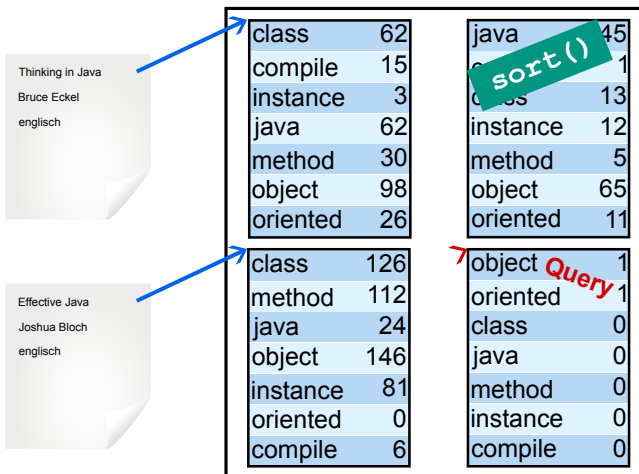 Thinking in Java
Bruce Eckel
englisch
class 62
compile 15
instance 3
java 62
method 30
object 98
oriented 26
java 45
1
13
instance 12
method 5
object 65
oriented 11
sort()
Effective Java
Joshua Bloch
englisch
class 126
method 112
java 24
object 146
instance 81
oriented 0
compile 6
object 1
oriented 1
class 0
java 0
method 0
instance 0
compile 0
Query